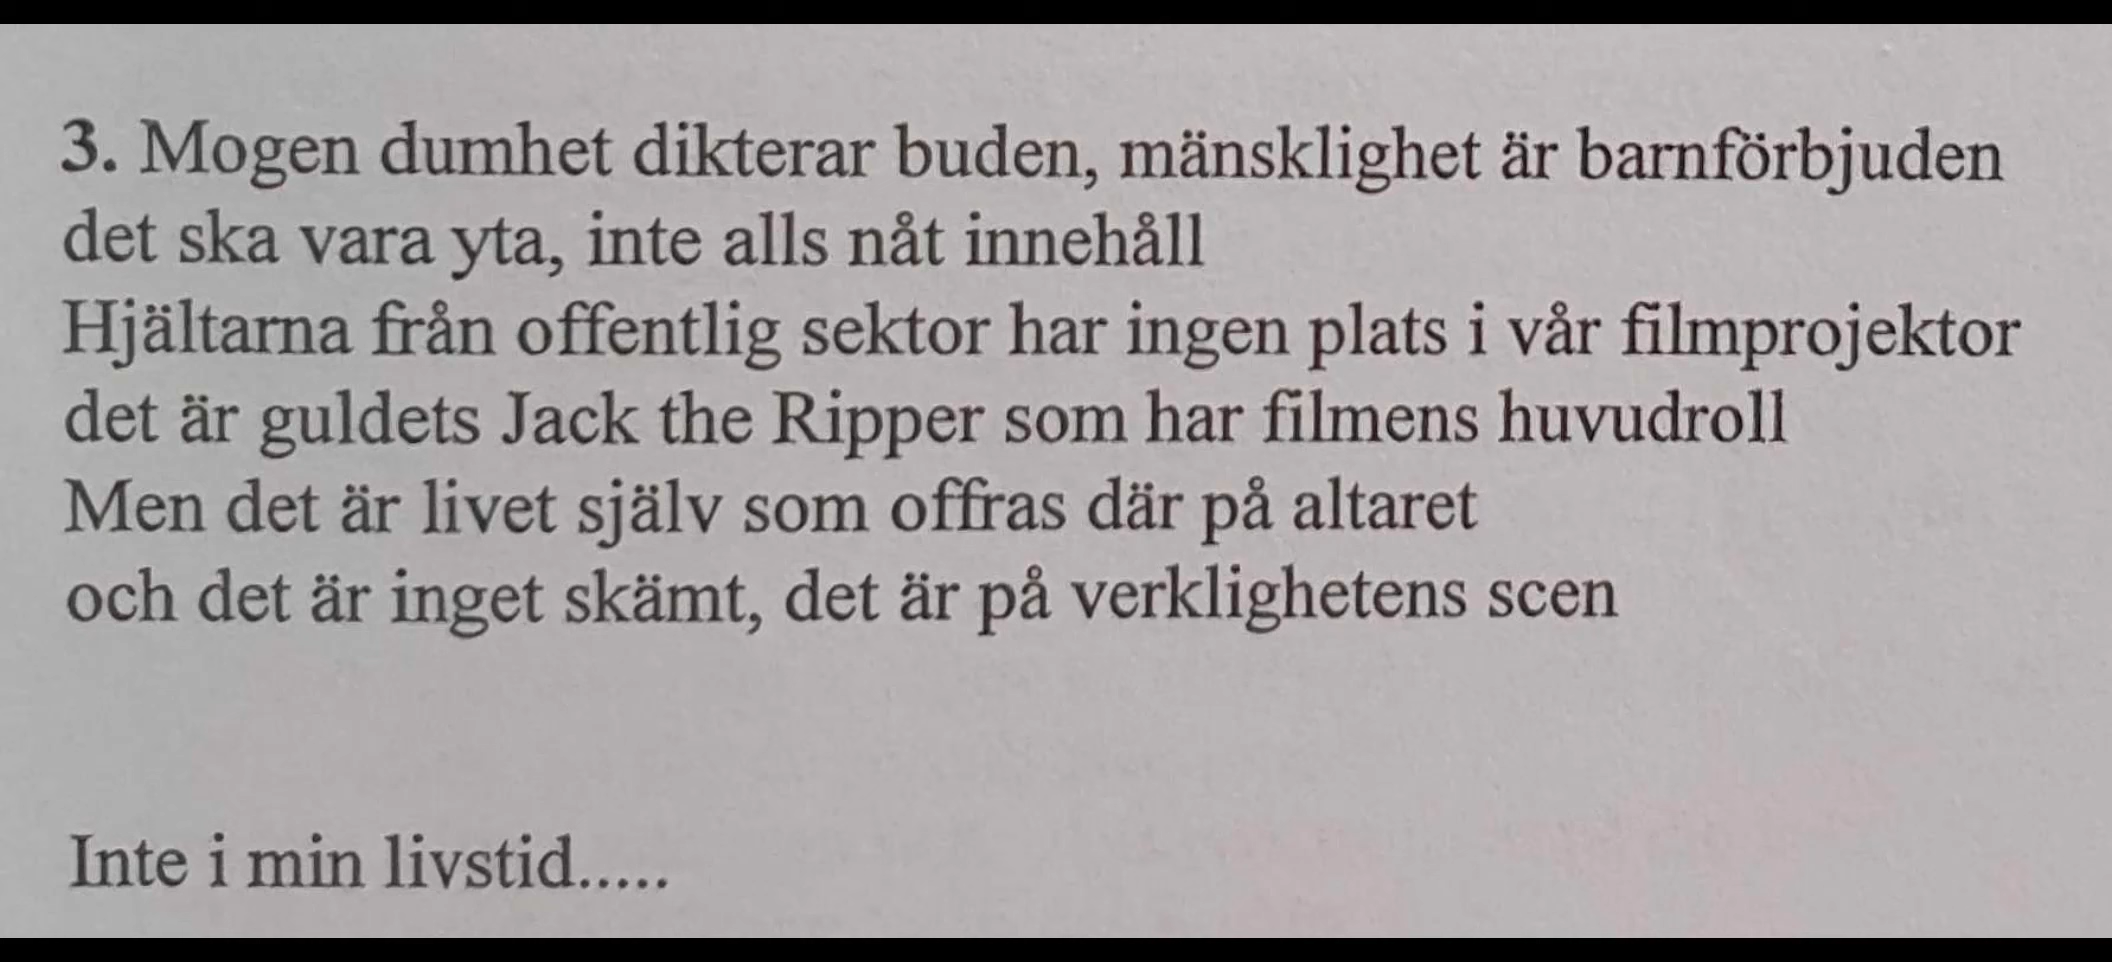 3. Mogen dumhet dikterar buden, mänsklighet är barnförbjuden
det ska vara yta, inte alls nåt innehåll
Hjältarna från offentlig sektor har ingen plats i vår filmprojektor
det är guldets Jack the Ripper som har filmens huvudroll
Men det är livet själv som offras där på altaret
och det är inget skämt, det är på verklighetens scen
Inte i min livstid.....